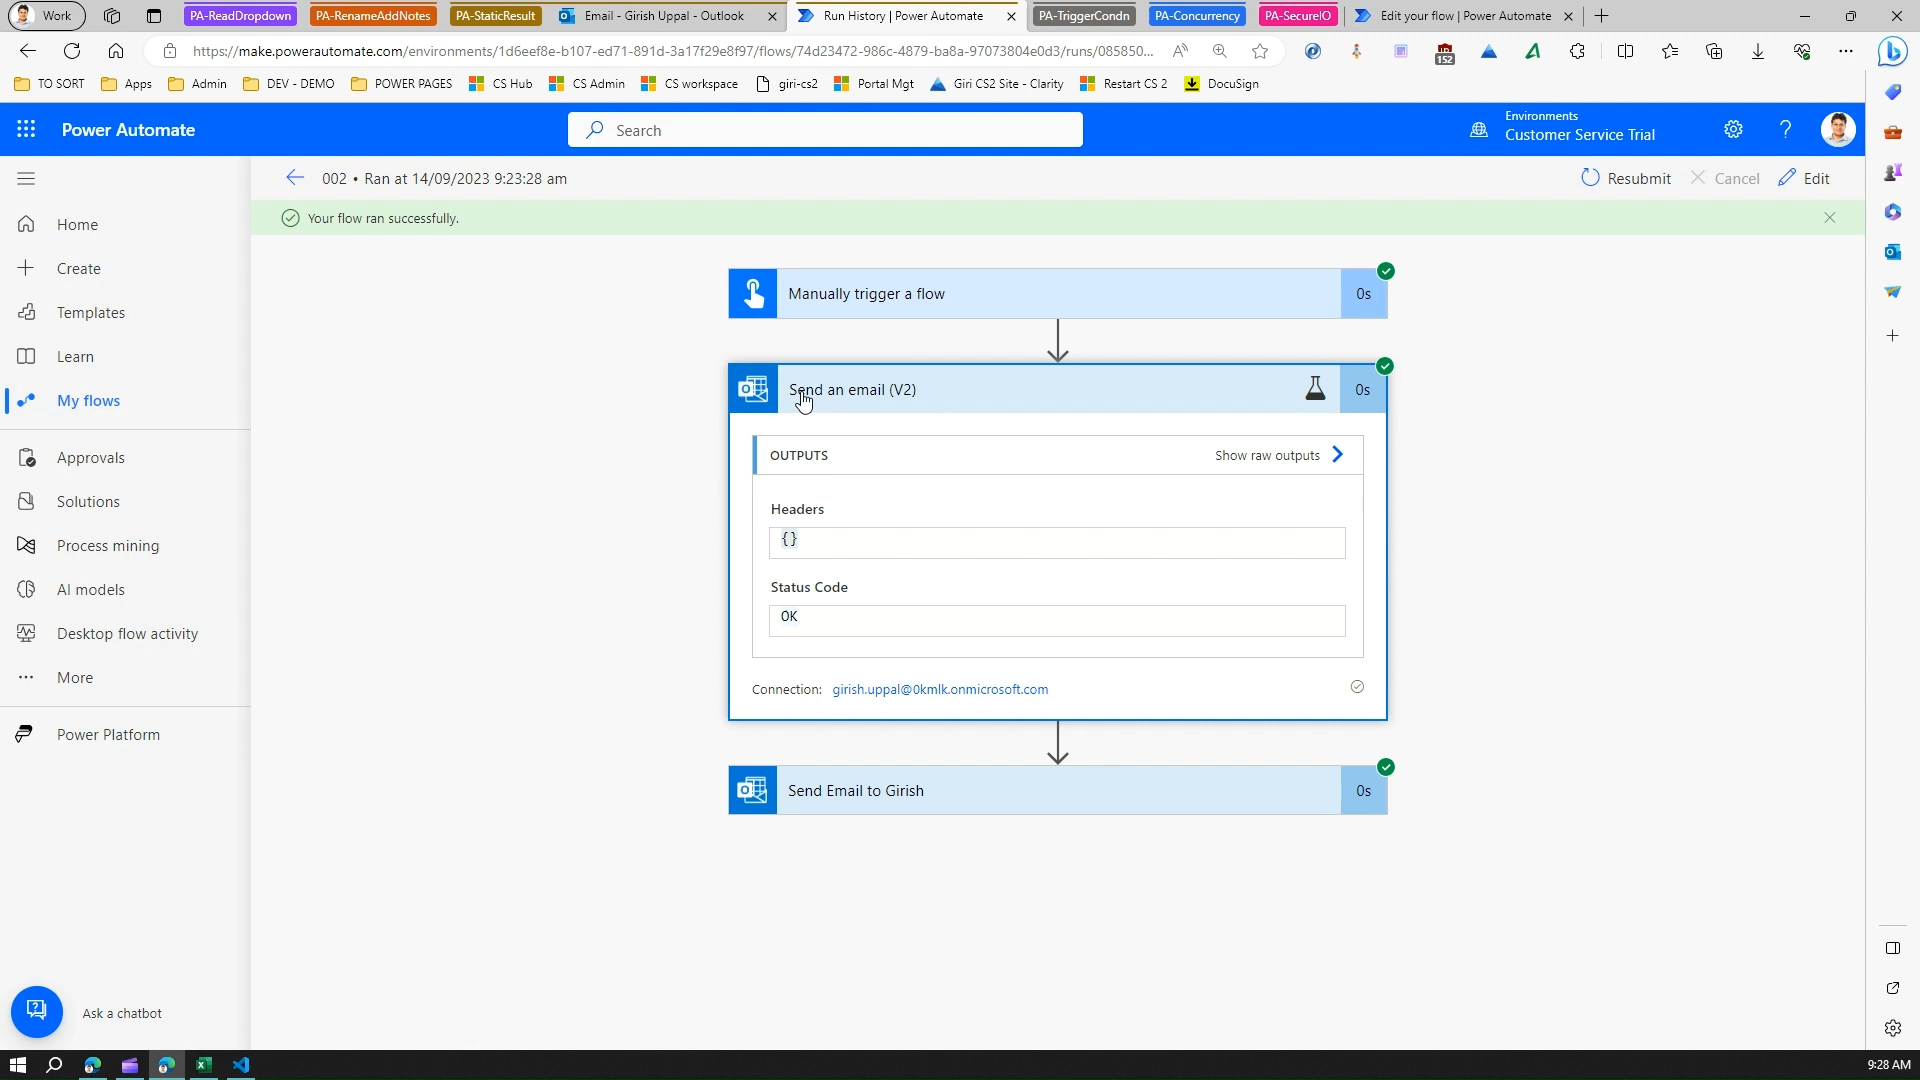 Work
PA-ReadDropdown
PA-RenameAddNotes
PA-StaticResult
Email - Girish Uppal - Outlook
Run History | Power Automate
PA-TriggerCondn
PA-Concurrency
PA-SecureIO
Edit your flow | Power Automate
https://make.powerautomate.com/environments/1d6eef8e-b107-ed71-891d-3a17f29e8f97/flows/74d23472-986c-4879-ba8a-97073804e0d3/runs/085850...
152
TO SORT
Apps
Admin
DEV - DEMO
POWER PAGES
CS Hub
CS Admin
CS workspace
giri-cs2
Portal Mgt
Giri CS2 Site - Clarity
Restart CS 2
DocuSign
Power Automate
Search
Environments
Customer Service Trial
002 • Ran at 14/09/2023 9:23:28 am
Resubmit
Cancel
Edit
Your flow ran successfully.
Home
Create
Templates
Learn
My flows
Approvals
Solutions
Process mining
AI models
Desktop flow activity
More
Power Platform
Ask a chatbot
Manually trigger a flow
0s
Send an email (V2)
0s
OUTPUTS
Show raw outputs
Headers
{}
Status Code
OK
Connection: girish.uppal@0kmlk.onmicrosoft.com
Send Email to Girish
0s
9:28 AM